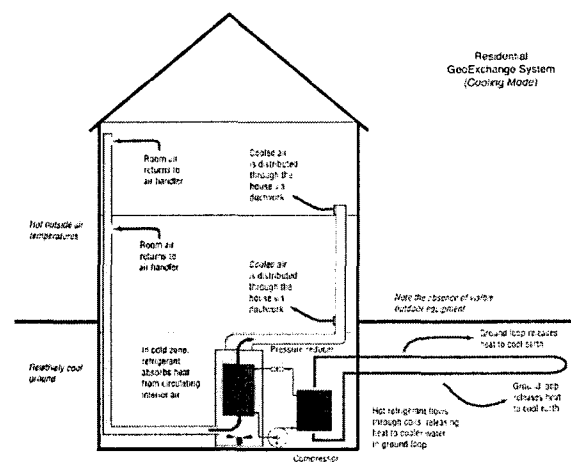 Residential
GeoExchange System
(Cooling Mode)
Room air
returns to
air handler
Cooled air
is distributed
through the
house via
ductwork
Hot outside air
temperatures
Room air
returns to
air handler
Cooled air
is distributed
through the
house via
ductwork
Note the absence of visible
outdoor equipment
Relatively cool
ground
In cold zone,
refrigerant
absorbs heat
from circulating
interior air
Pressure reducer
Ground loop releases
heat to cool earth
Ground loop
releases heat
to cool earth
Hot refrigerant flows
through coils, releasing
heat to cooler water
in ground loop
Compressor